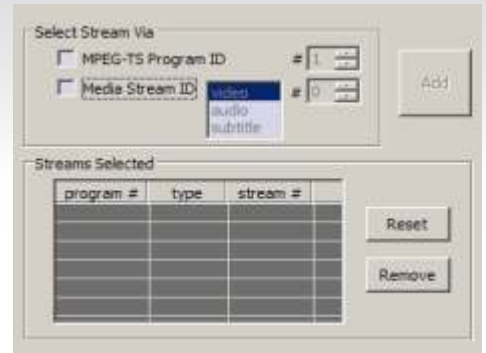 Select Stream Via
MPEG-TS Program ID # 1
Media Stream ID video # 0
audio
subtitle
Add
Streams Selected
program # type stream #
Reset
Remove